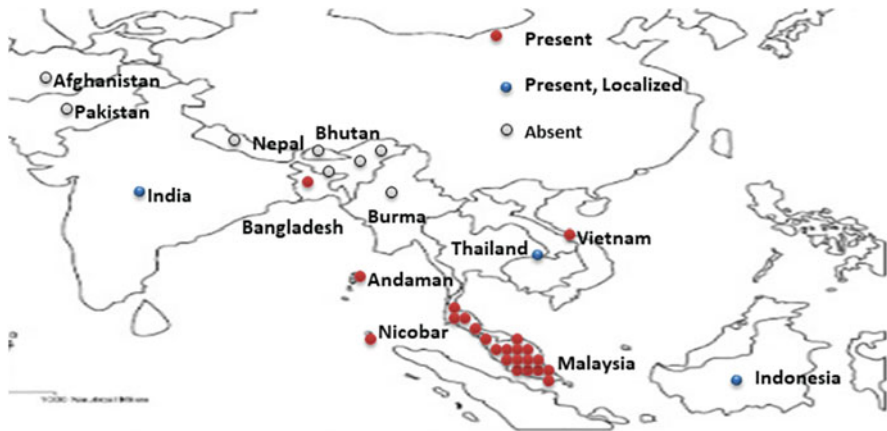 Present
Afghanistan
Present, Localized
Pakistan
Nepal
Bhutan
Absent
India
Bangladesh
Burma
Vietnam
Thailand
Andaman
Nicobar
Malaysia
Indonesia